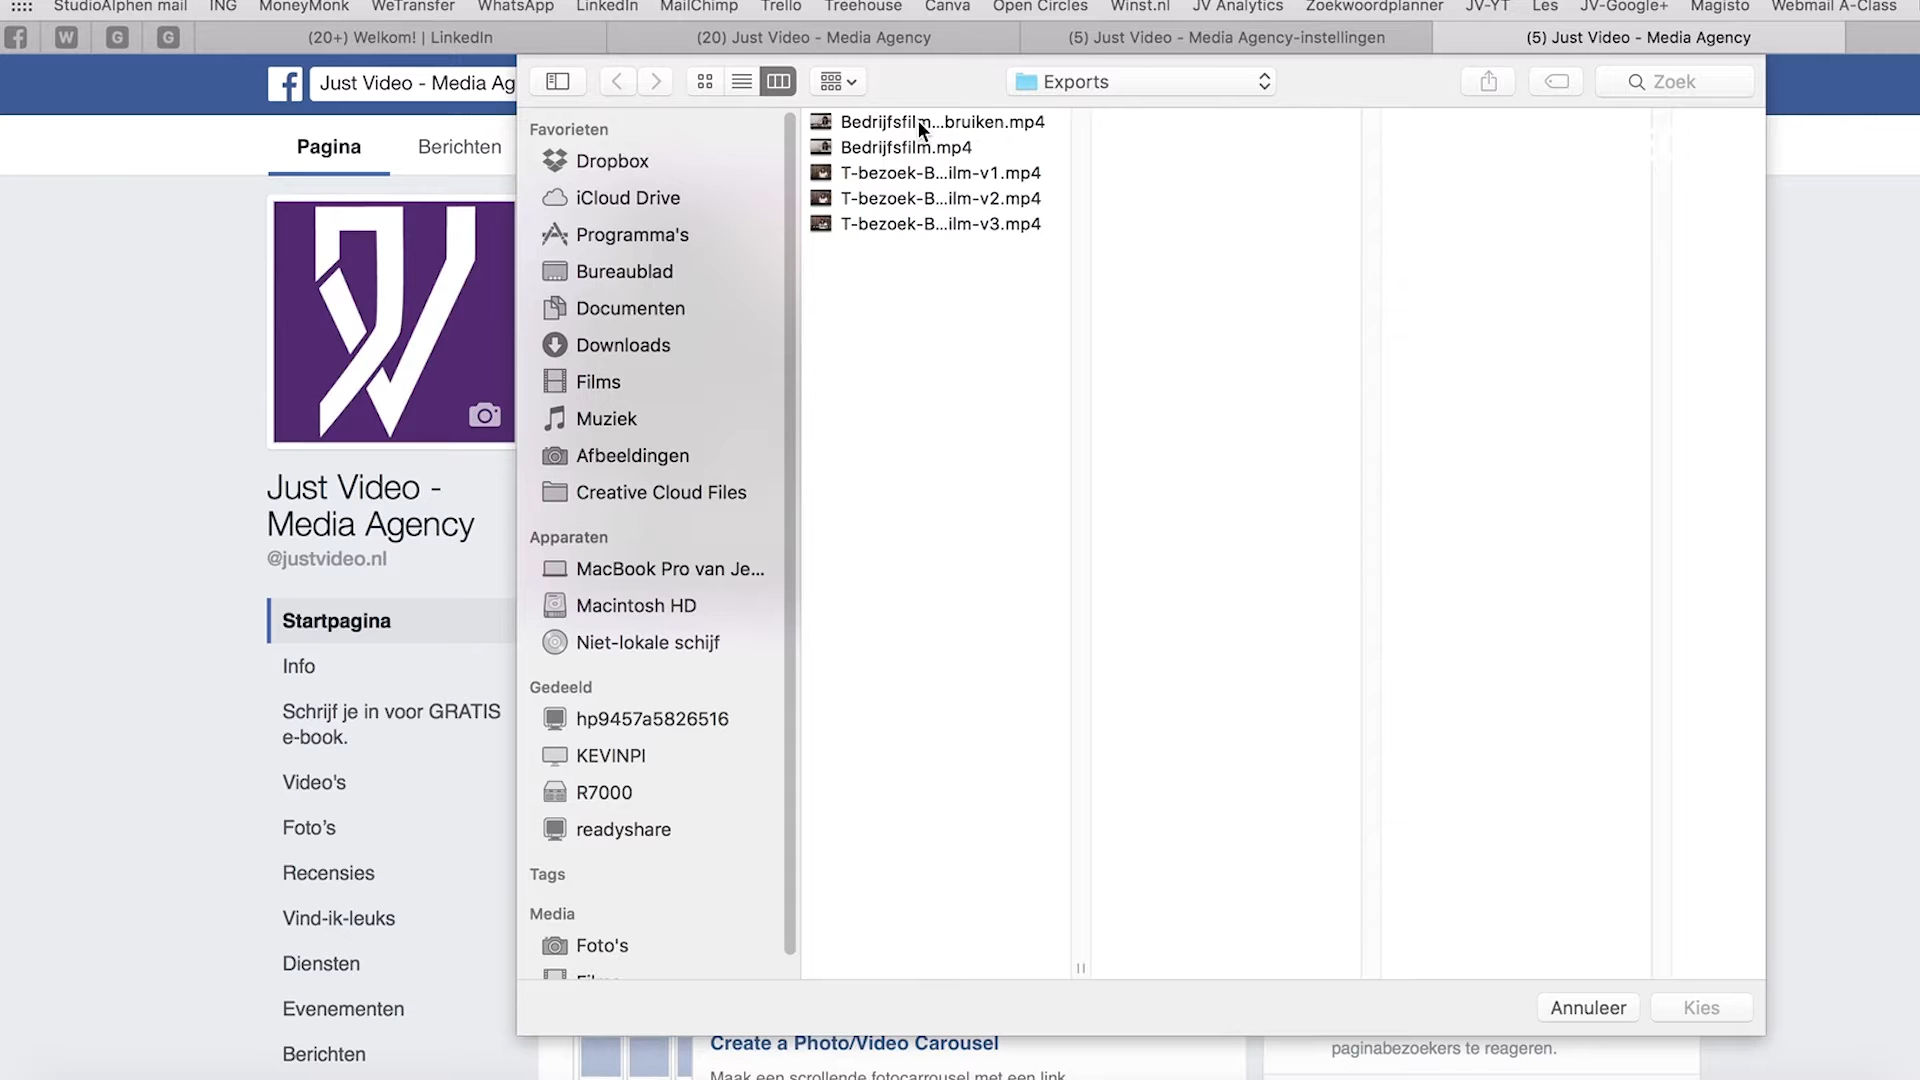 StudioAlphen mail ING MoneyMonk WeTransfer WhatsApp LinkedIn MailChimp Trello Treehouse Canva Open Circles Winst.nl JV Analytics Zoekwoordplanner JV-YT Les JV-Google+ Magisto Webmail A-Class
(20+) Welkom! | LinkedIn (20) Just Video - Media Agency (5) Just Video - Media Agency-instellingen (5) Just Video - Media Agency
Just Video - Media Ag
Exports
Zoek
Pagina Berichten
Just Video -
Media Agency
@justvideo.nl
Startpagina
Info
Schrijf je in voor GRATIS
e-book.
Video's
Foto's
Recensies
Vind-ik-leuks
Diensten
Evenementen
Berichten
Favorieten
Dropbox
iCloud Drive
Programma's
Bureaublad
Documenten
Downloads
Films
Muziek
Afbeeldingen
Creative Cloud Files
Apparaten
MacBook Pro van Je...
Macintosh HD
Niet-lokale schijf
Gedeeld
hp9457a5826516
KEVINPI
R7000
readyshare
Tags
Media
Foto's
Bedrijfsfilm...bruiken.mp4
Bedrijfsfilm.mp4
T-bezoek-B...ilm-v1.mp4
T-bezoek-B...ilm-v2.mp4
T-bezoek-B...ilm-v3.mp4
Annuleer Kies
Create a Photo/Video Carousel
Maak een scrollende fotocarrousel met een link
paginabezoekers te reageren.